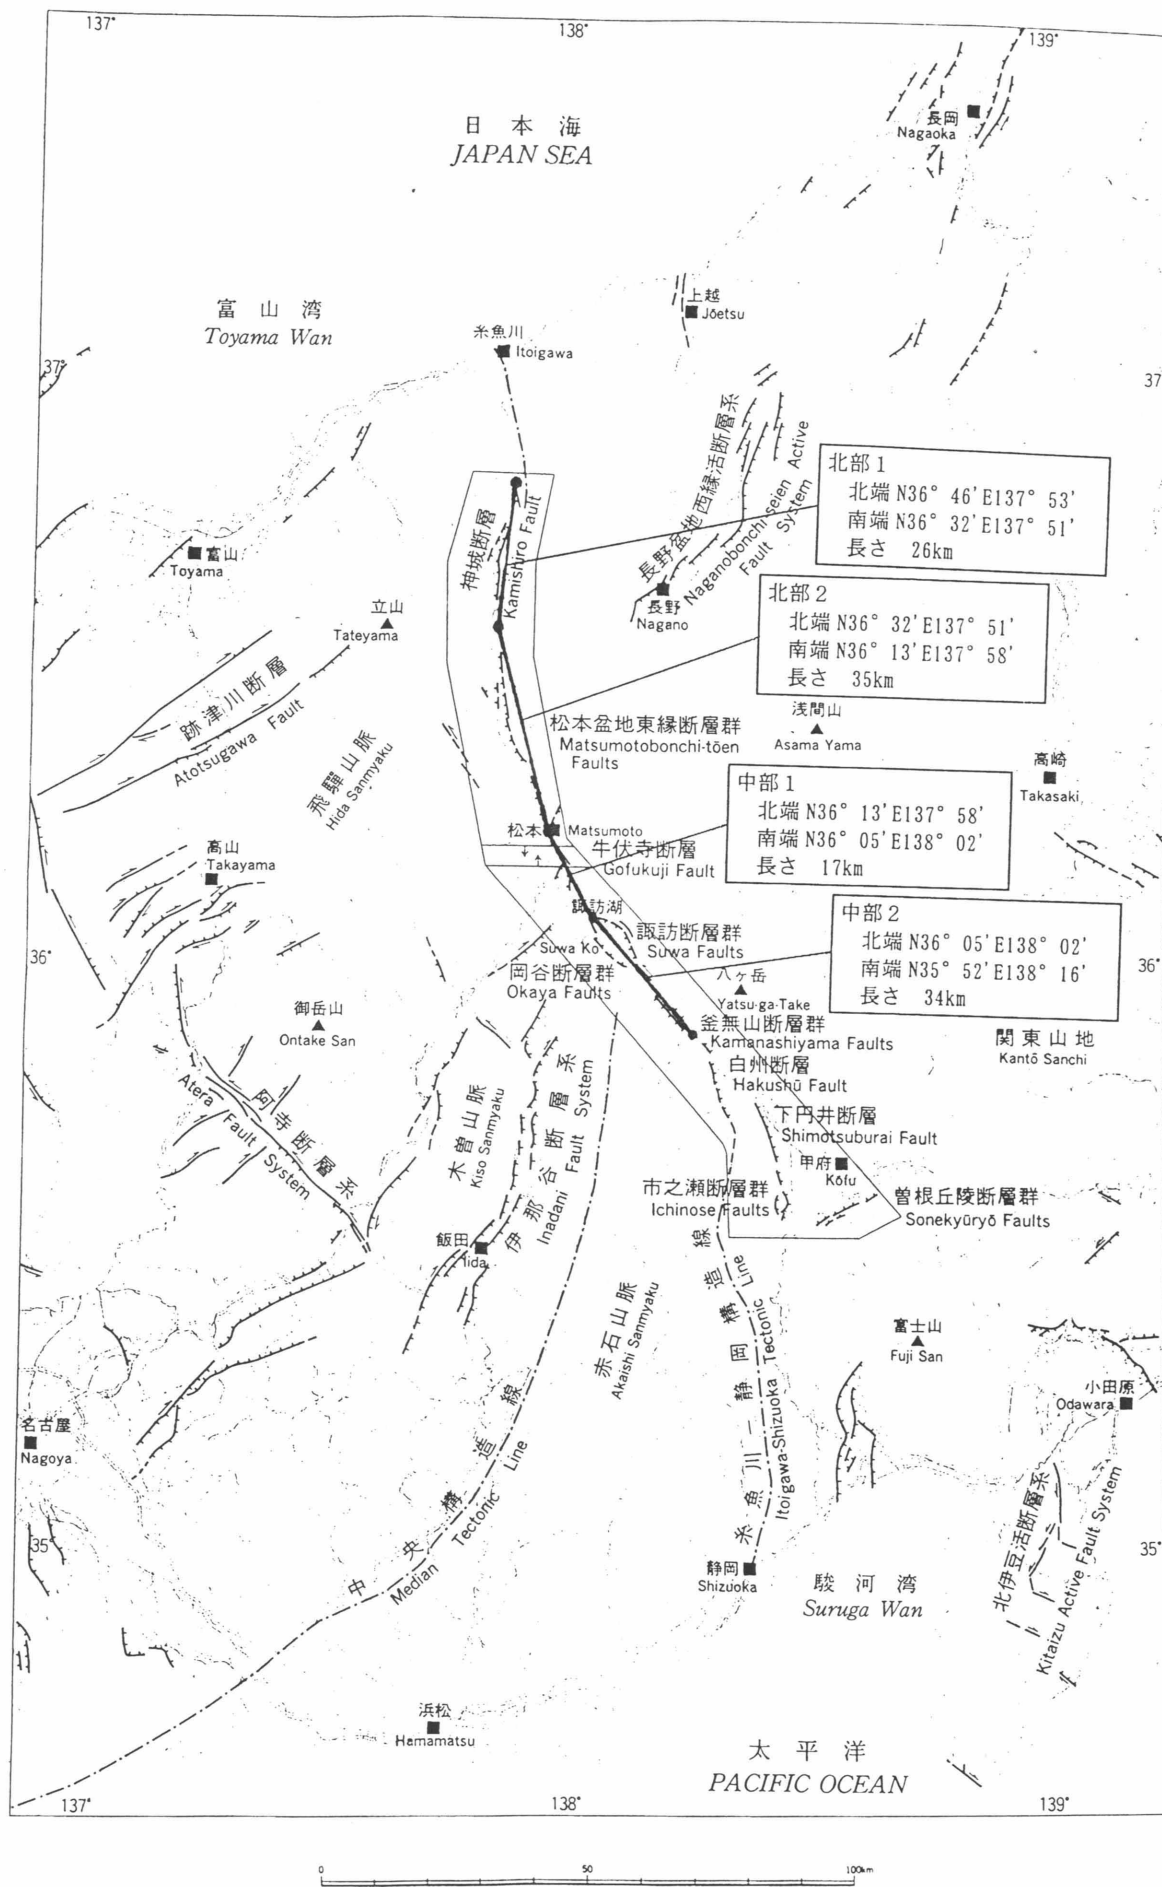 137°
138°
139°
長岡
Nagaoka
日本海
JAPAN SEA
上越
Jōetsu
富山湾
Toyama Wan
糸魚川
Itoigawa
37°
37°
長野盆地西縁活断層系
Naganobonchi-seien Active
Fault System
北部1
北端 N36° 46'E137° 53'
南端 N36° 32'E137° 51'
長さ 26km
神城断層
Kamishiro Fault
富山
Toyama
長野
Nagano
立山
Tateyama
北部2
北端 N36° 32'E137° 51'
南端 N36° 13'E137° 58'
長さ 35km
跡津川断層
Atotsugawa Fault
飛驒山脈
Hida Sanmyaku
松本盆地東縁断層群
Matsumotobonchi-tōen
Faults
浅間山
Asama Yama
高崎
Takasaki
中部1
北端 N36° 13'E137° 58'
南端 N36° 05'E138° 02'
長さ 17km
松本
Matsumoto
牛伏寺断層
Gofukuji Fault
高山
Takayama
諏訪湖
Suwa Ko
諏訪断層群
Suwa Faults
中部2
北端 N36° 05'E138° 02'
南端 N35° 52'E138° 16'
長さ 34km
36°
36°
岡谷断層群
Okaya Faults
八ヶ岳
Yatsu-ga-Take
御岳山
Ontake San
釜無山断層群
Kamanashiyama Faults
関東山地
Kantō Sanchi
白州断層
Hakushū Fault
阿寺断層系
Atera Fault System
木曽山脈
Kiso Sanmyaku
伊那谷断層系
Inadani Fault System
下円井断層
Shimotsuburai Fault
甲府
Kōfu
市之瀬断層群
Ichinose Faults
曽根丘陵断層群
Sonekyūryō Faults
飯田
Iida
赤石山脈
Akaishi Sanmyaku
糸魚川−静岡構造線
Itoigawa-Shizuoka Tectonic Line
富士山
Fuji San
小田原
Odawara
名古屋
Nagoya
中央構造線
Median Tectonic Line
北伊豆活断層系
Kitaizu Active Fault System
35°
35°
静岡
Shizuoka
駿河湾
Suruga Wan
浜松
Hamamatsu
太平洋
PACIFIC OCEAN
137°
138°
139°
0 50 100km